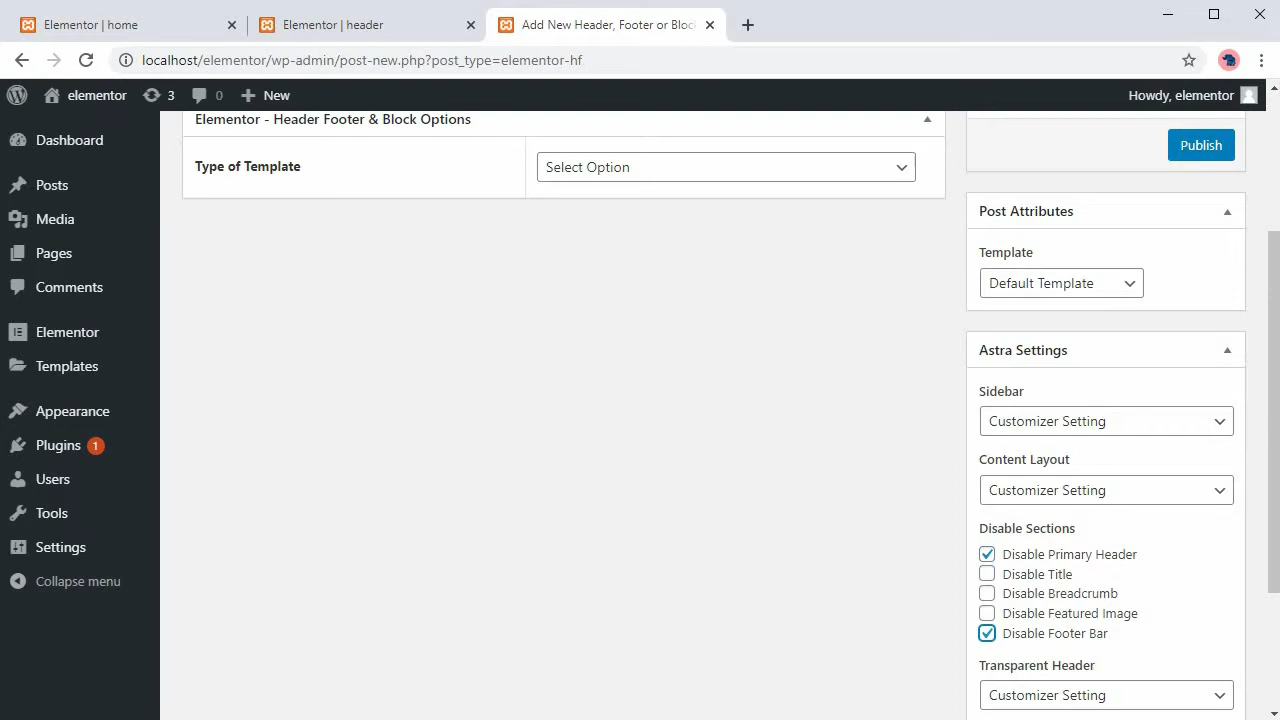 Elementor | home
Elementor | header
Add New Header, Footer or Bloc
localhost/elementor/wp-admin/post-new.php?post_type=elementor-hf
elementor
3
0
New
Howdy, elementor
Dashboard
Posts
Media
Pages
Comments
Elementor
Templates
Appearance
Plugins 1
Users
Tools
Settings
Collapse menu
Elementor - Header Footer & Block Options
Type of Template
Select Option
Publish
Post Attributes
Template
Default Template
Astra Settings
Sidebar
Customizer Setting
Content Layout
Customizer Setting
Disable Sections
Disable Primary Header
Disable Title
Disable Breadcrumb
Disable Featured Image
Disable Footer Bar
Transparent Header
Customizer Setting